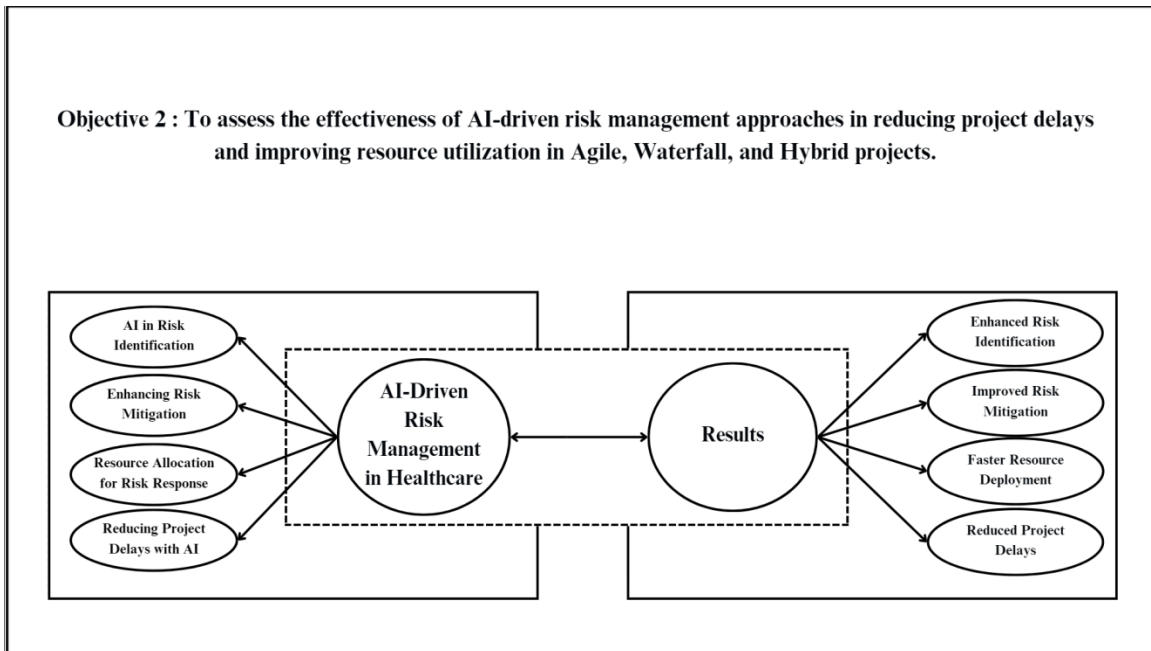 Objective 2 : To assess the effectiveness of AI-driven risk management approaches in reducing project delays
and improving resource utilization in Agile, Waterfall, and Hybrid projects.
AI in Risk
Identification
Enhancing Risk
Mitigation
Resource Allocation
for Risk Response
Reducing Project
Delays with AI
AI-Driven
Risk
Management
in Healthcare
Results
Enhanced Risk
Identification
Improved Risk
Mitigation
Faster Resource
Deployment
Reduced Project
Delays